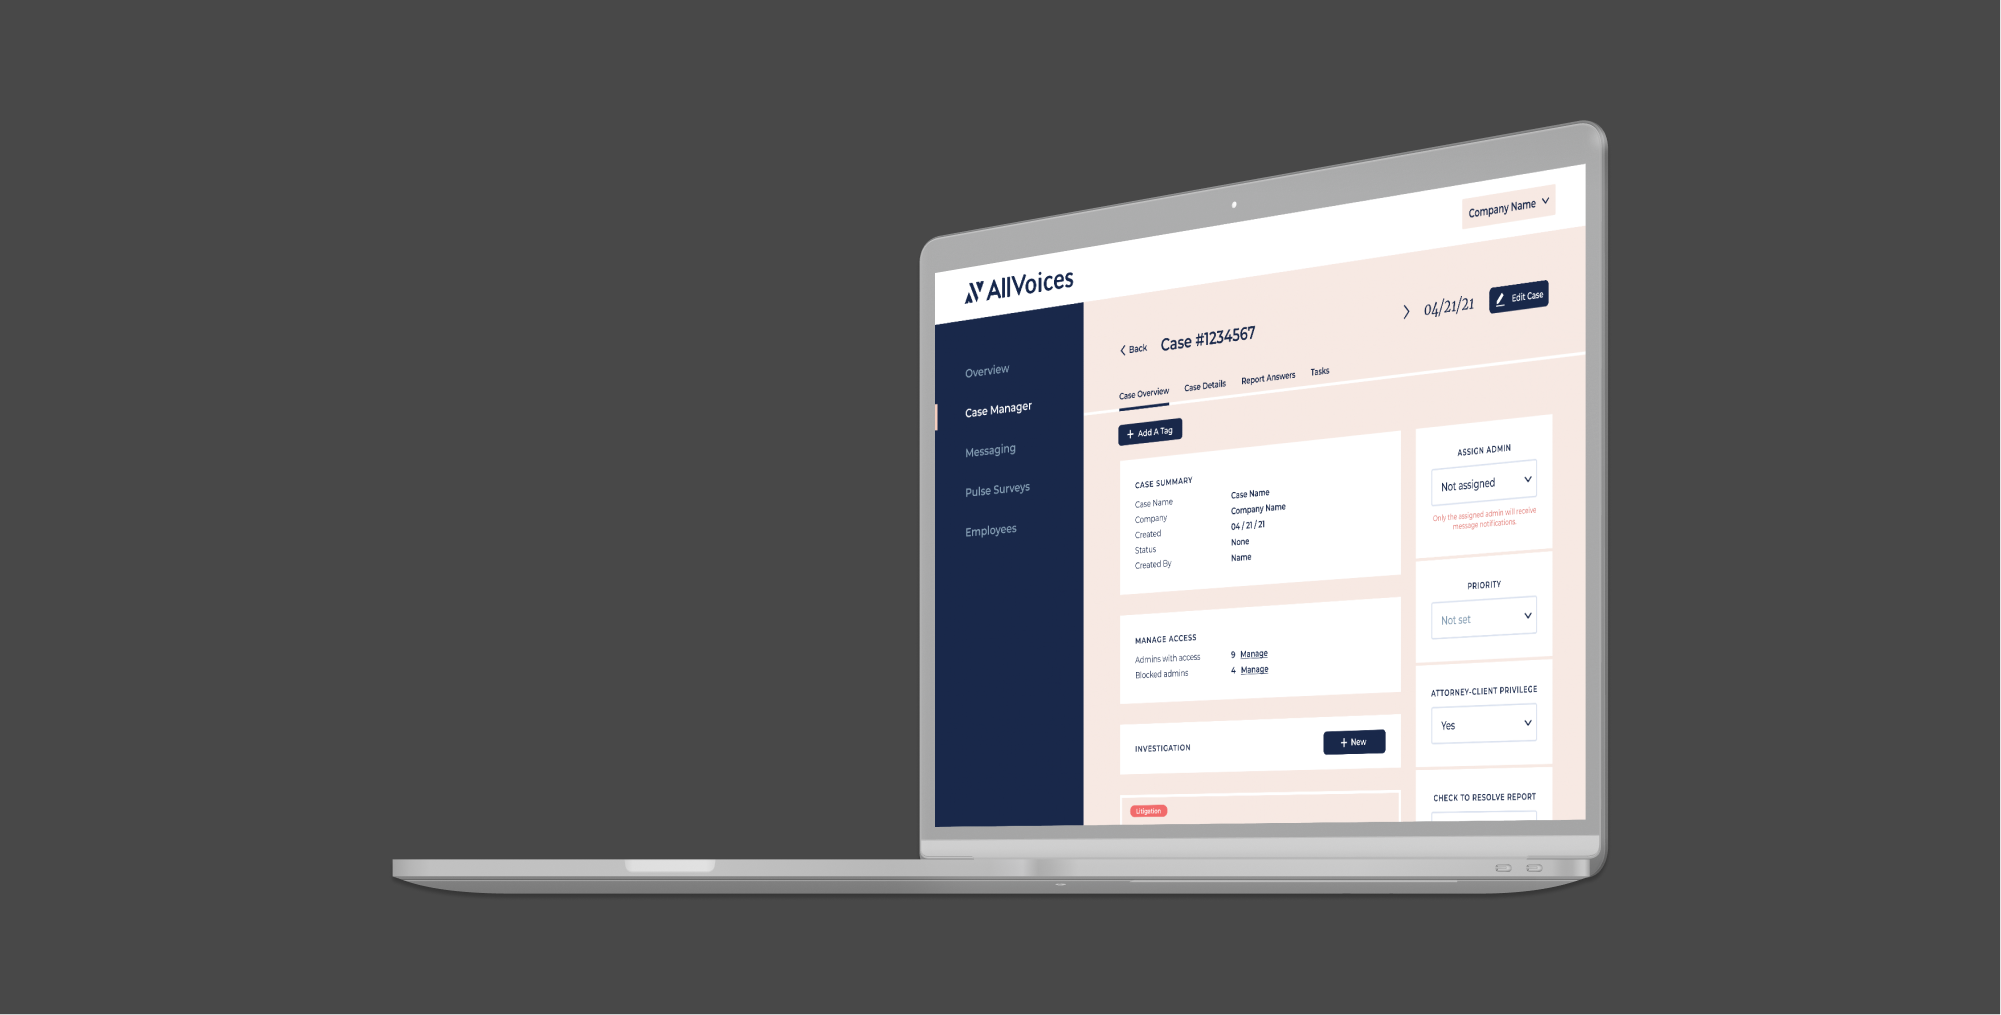 Company Name
AllVoices
04/21/21
Edit Case
Back
Case #1234567
Overview
Case Manager
Messaging
Pulse Surveys
Employees
Case Overview
Case Details
Report Answers
Tasks
+ Add A Tag
CASE SUMMARY
Case Name Case Name
Company Company Name
Created 04 / 21 / 21
Status None
Created By Name
MANAGE ACCESS
Admins with access 9 Manage
Blocked admins 4 Manage
INVESTIGATION
+ New
Litigation
ASSIGN ADMIN
Not assigned
Only the assigned admin will receive
message notifications.
PRIORITY
Not set
ATTORNEY-CLIENT PRIVILEGE
Yes
CHECK TO RESOLVE REPORT